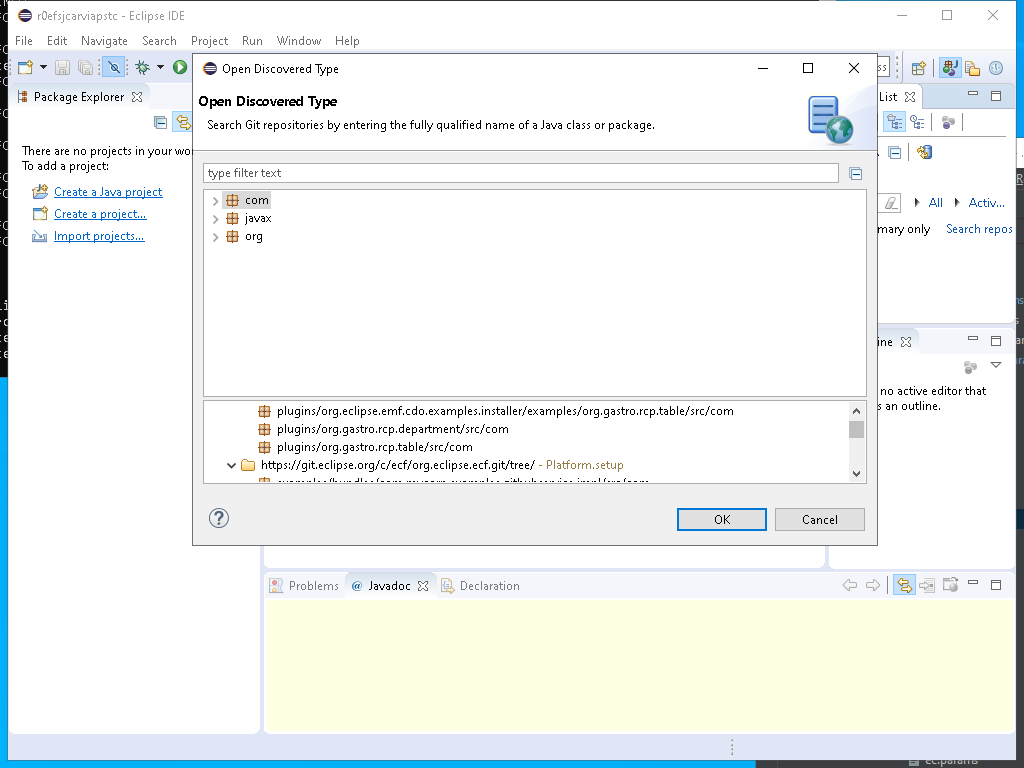 r0efsjcarviapstc - Eclipse IDE
File Edit Navigate Search Project Run Window Help
Open Discovered Type
Package Explorer
List
Open Discovered Type
Search Git repositories by entering the fully qualified name of a Java class or package.
There are no projects in your wo
To add a project:
type filter text
Create a Java project
com
All Activ...
Create a project...
javax
mary only Search repos
Import projects...
org
ine
no active editor that
s an outline.
plugins/org.eclipse.emf.cdo.examples.installer/examples/org.gastro.rcp.table/src/com
plugins/org.gastro.rcp.department/src/com
plugins/org.gastro.rcp.table/src/com
https://git.eclipse.org/c/ecf/org.eclipse.ecf.git/tree/ - Platform.setup
OK Cancel
Problems @ Javadoc Declaration
ec.params